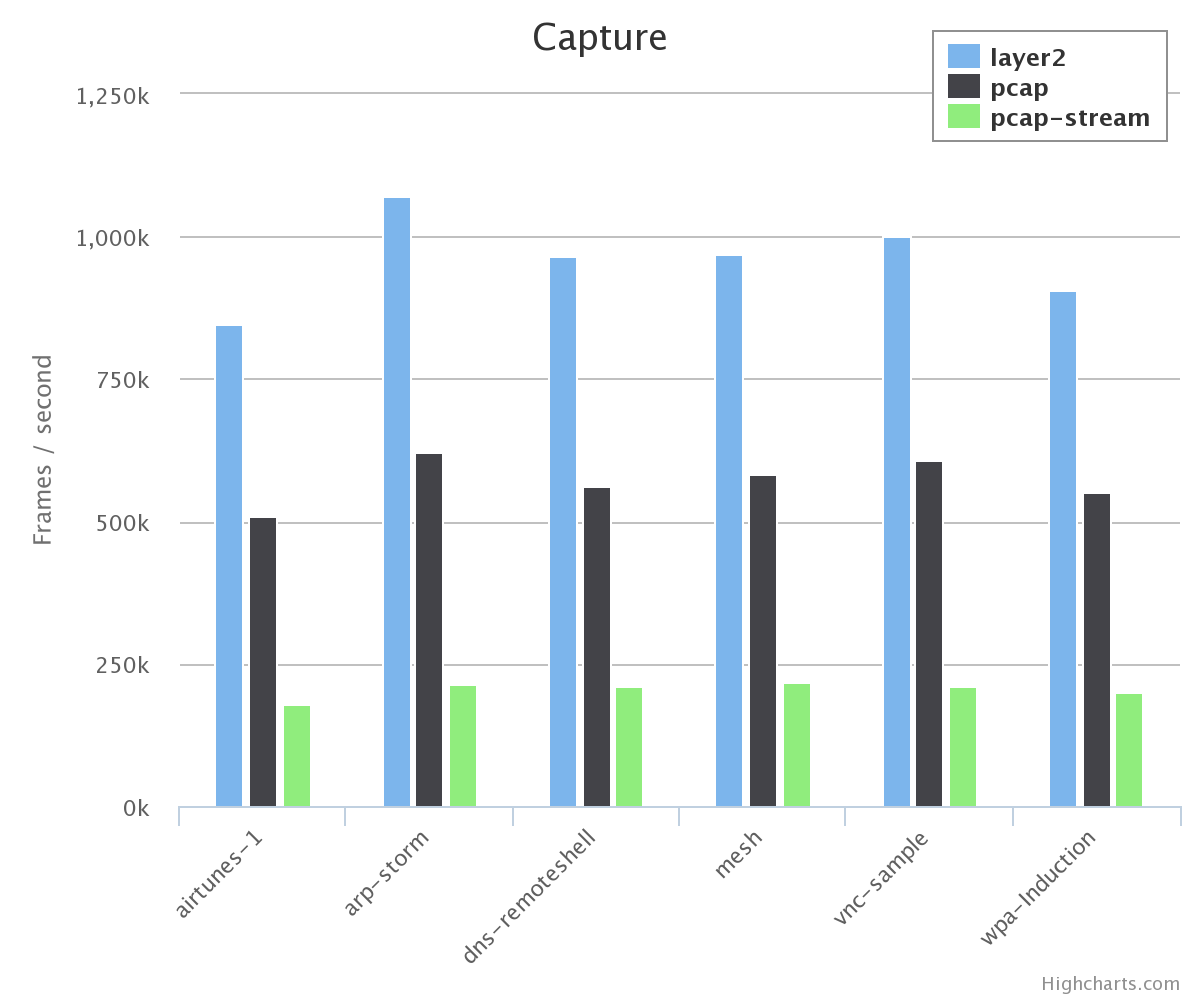 Capture
layer2
pcap
pcap-stream
1,250k
1,000k
750k
500k
250k
0k
Frames / second
airtunes-1
arp-storm
dns-remoteshell
mesh
vnc-sample
wpa-Induction
Highcharts.com